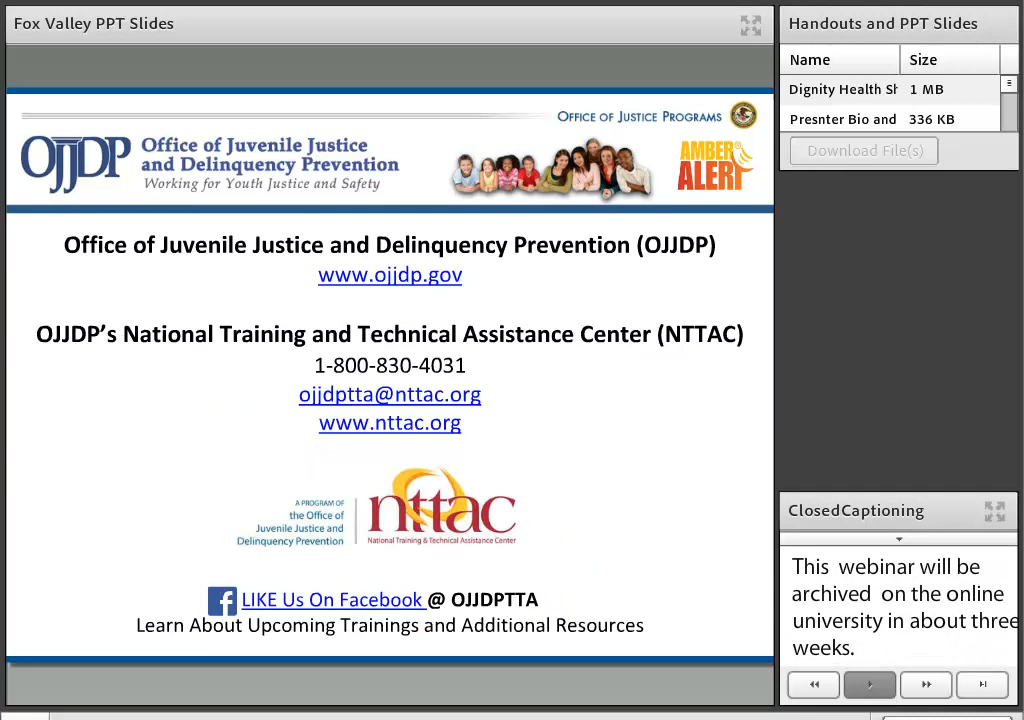 Fox Valley PPT Slides
OFFICE OF JUSTICE PROGRAMS
OJJDP
Office of Juvenile Justice
and Delinquency Prevention
Working for Youth Justice and Safety
AMBER
ALERT
Office of Juvenile Justice and Delinquency Prevention (OJJDP)
www.ojjdp.gov
OJJDP’s National Training and Technical Assistance Center (NTTAC)
1-800-830-4031
ojjdptta@nttac.org
www.nttac.org
A PROGRAM OF
the Office of
Juvenile Justice and
Delinquency Prevention
nttac
National Training & Technical Assistance Center
LIKE Us On Facebook @ OJJDPTTA
Learn About Upcoming Trainings and Additional Resources
Handouts and PPT Slides
Name Size
Dignity Health Sh 1 MB
Presnter Bio and 336 KB
Download File(s)
ClosedCaptioning
This webinar will be
archived on the online
university in about three
weeks.